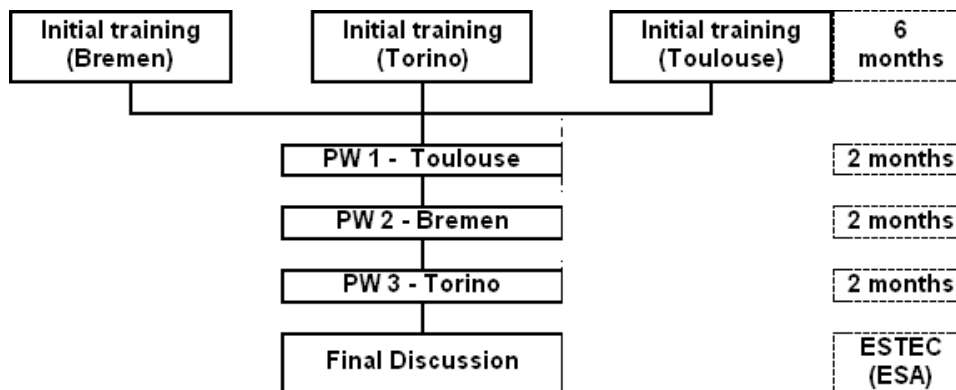 Initial training
(Bremen)
Initial training
(Torino)
Initial training
(Toulouse)
6
months
PW 1 - Toulouse
2 months
PW 2 - Bremen
2 months
PW 3 - Torino
2 months
Final Discussion
ESTEC
(ESA)